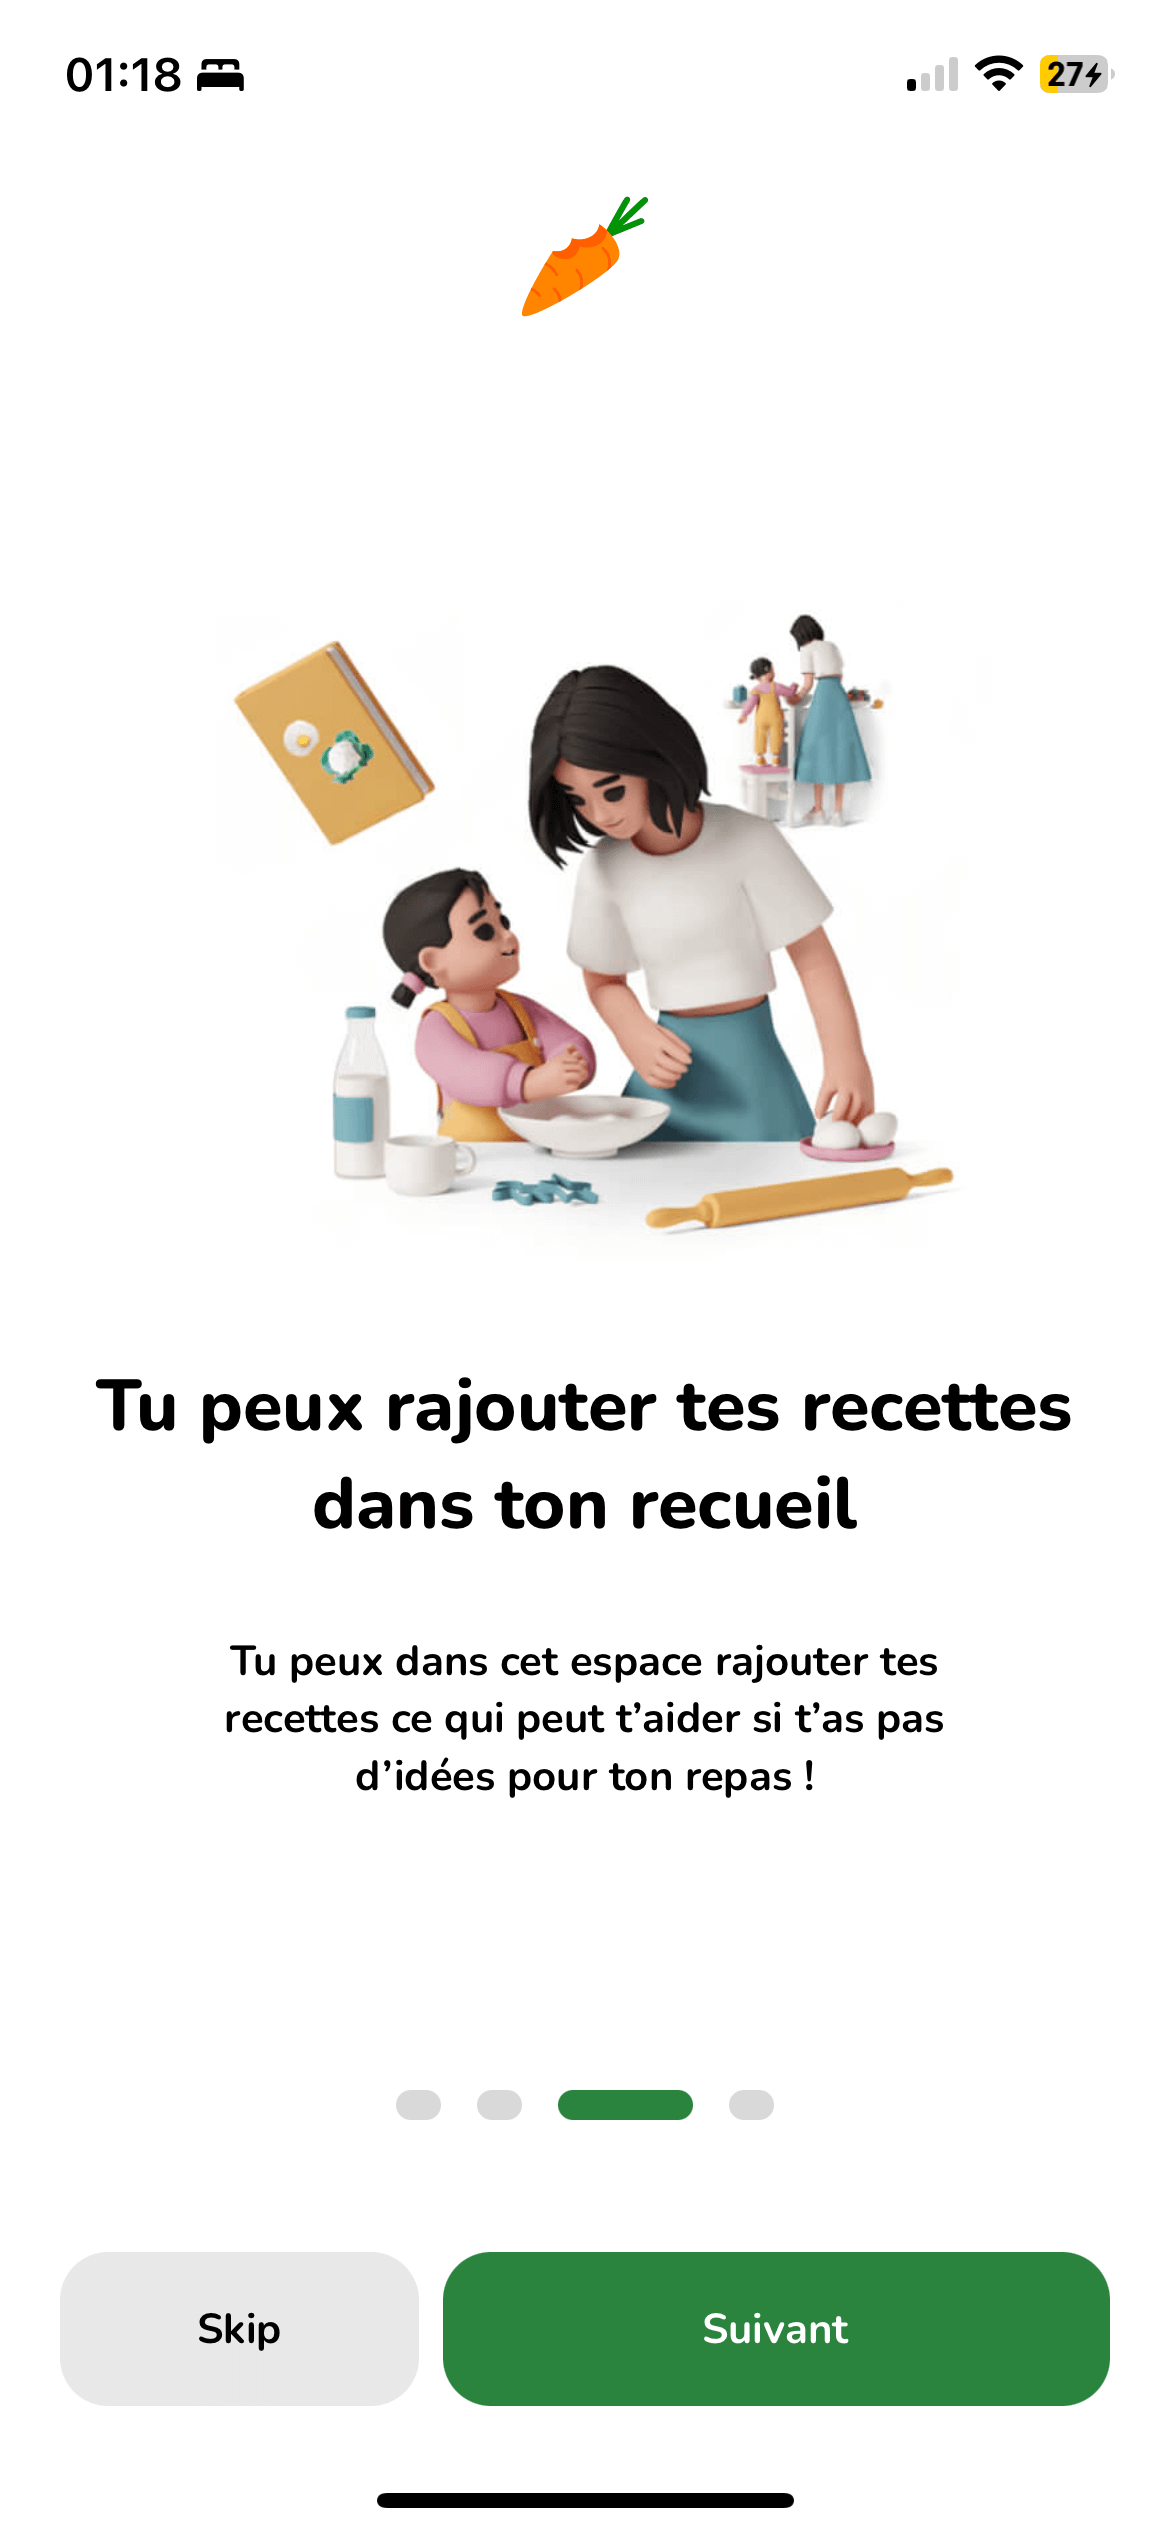 01:18
27
Tu peux rajouter tes recettes
dans ton recueil
Tu peux dans cet espace rajouter tes
recettes ce qui peut t’aider si t’as pas
d’idées pour ton repas !
Skip
Suivant